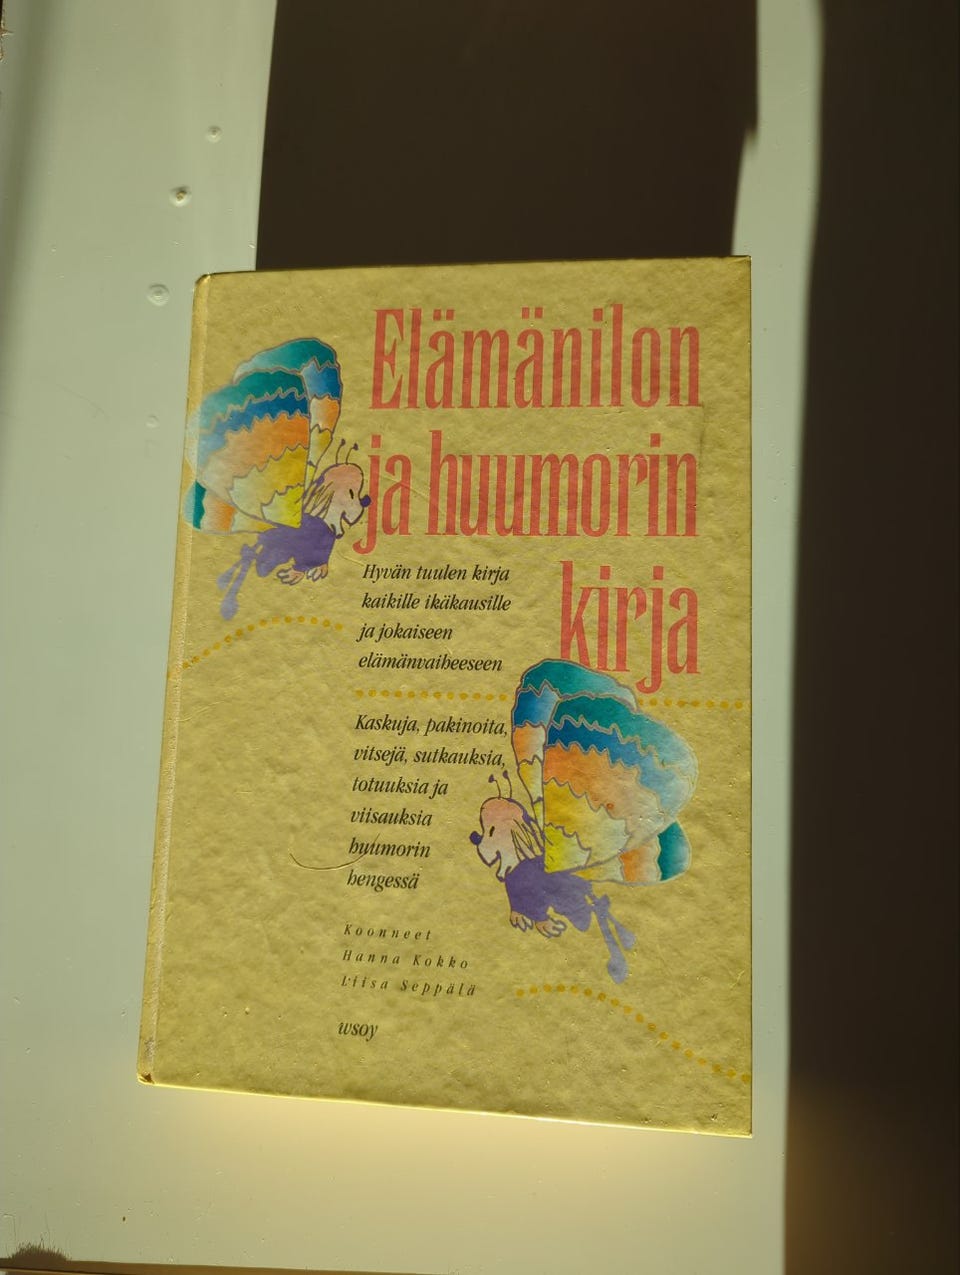 Elämänilon
ja huumorin
kirja
Hyvän tuulen kirja
kaikille ikäkausille
ja jokaiseen
elämänvaiheeseen
Kaskuja, pakinoita,
vitsejä, sutkauksia,
totuuksia ja
viisauksia
huumorin
hengessä
Koonneet
Hanna Kokko
Liisa Seppälä
wsoy